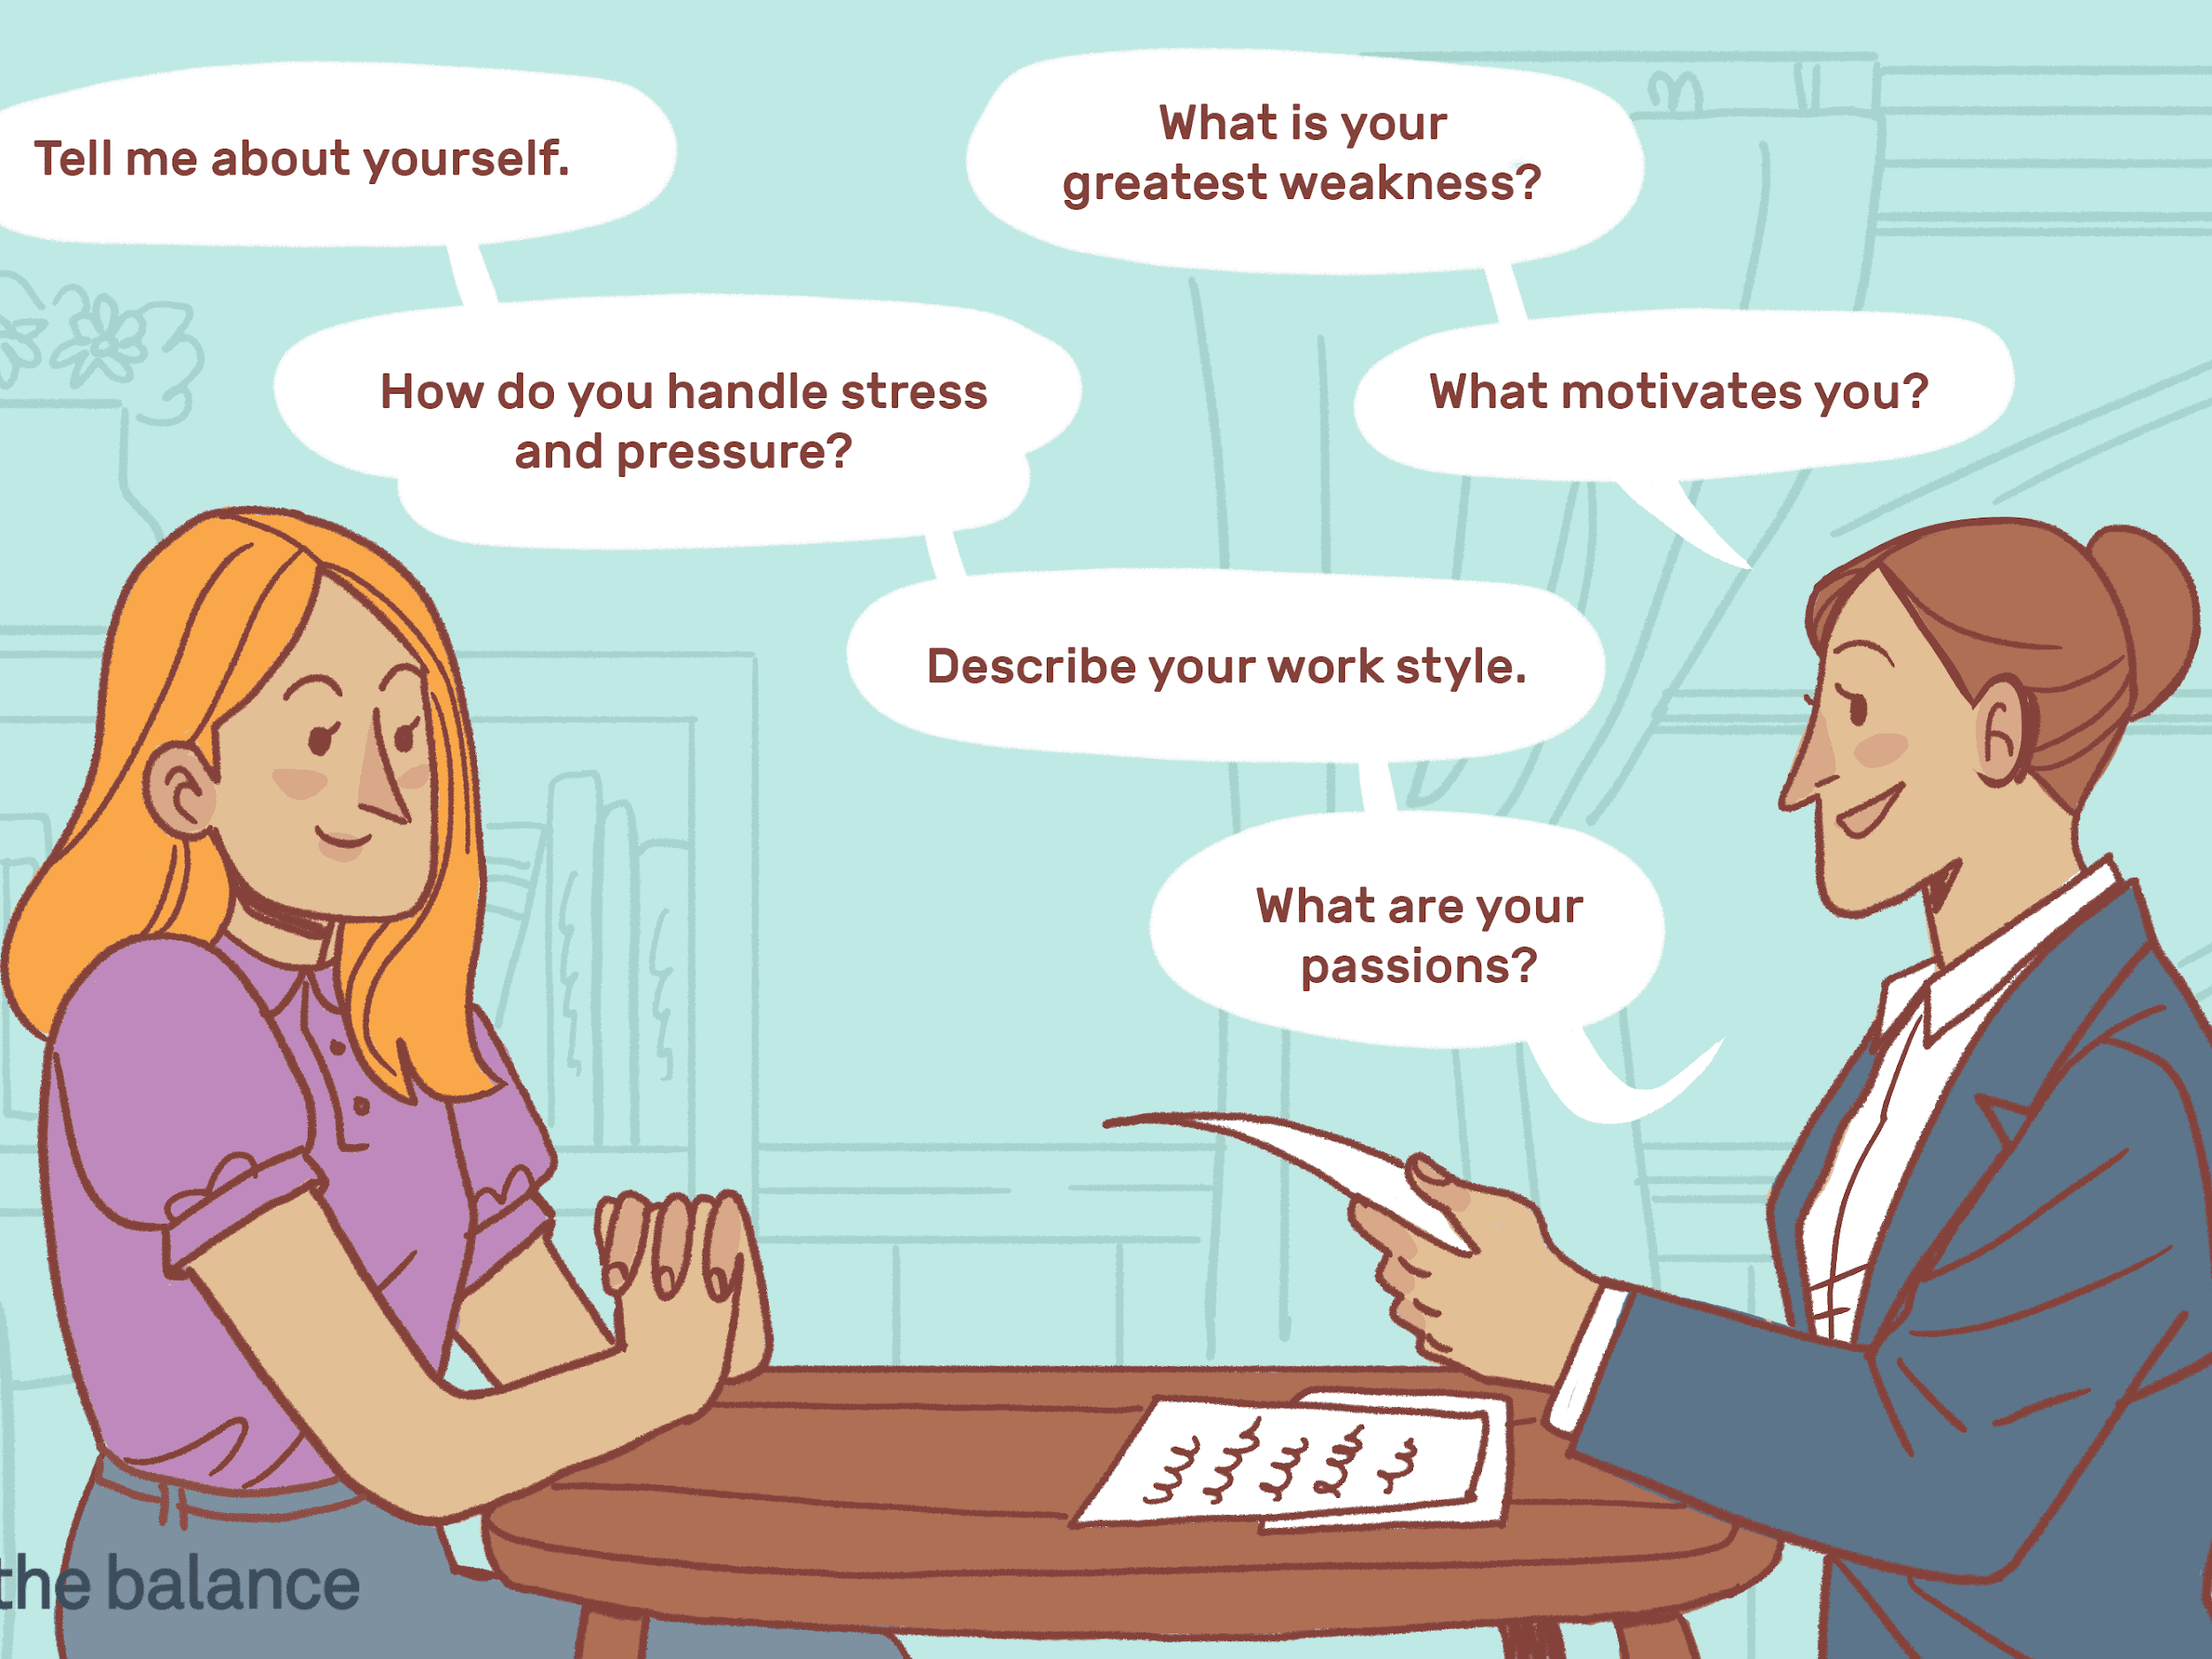 Tell me about yourself.
What is your
greatest weakness?
How do you handle stress
and pressure?
What motivates you?
Describe your work style.
What are your
passions?
the balance